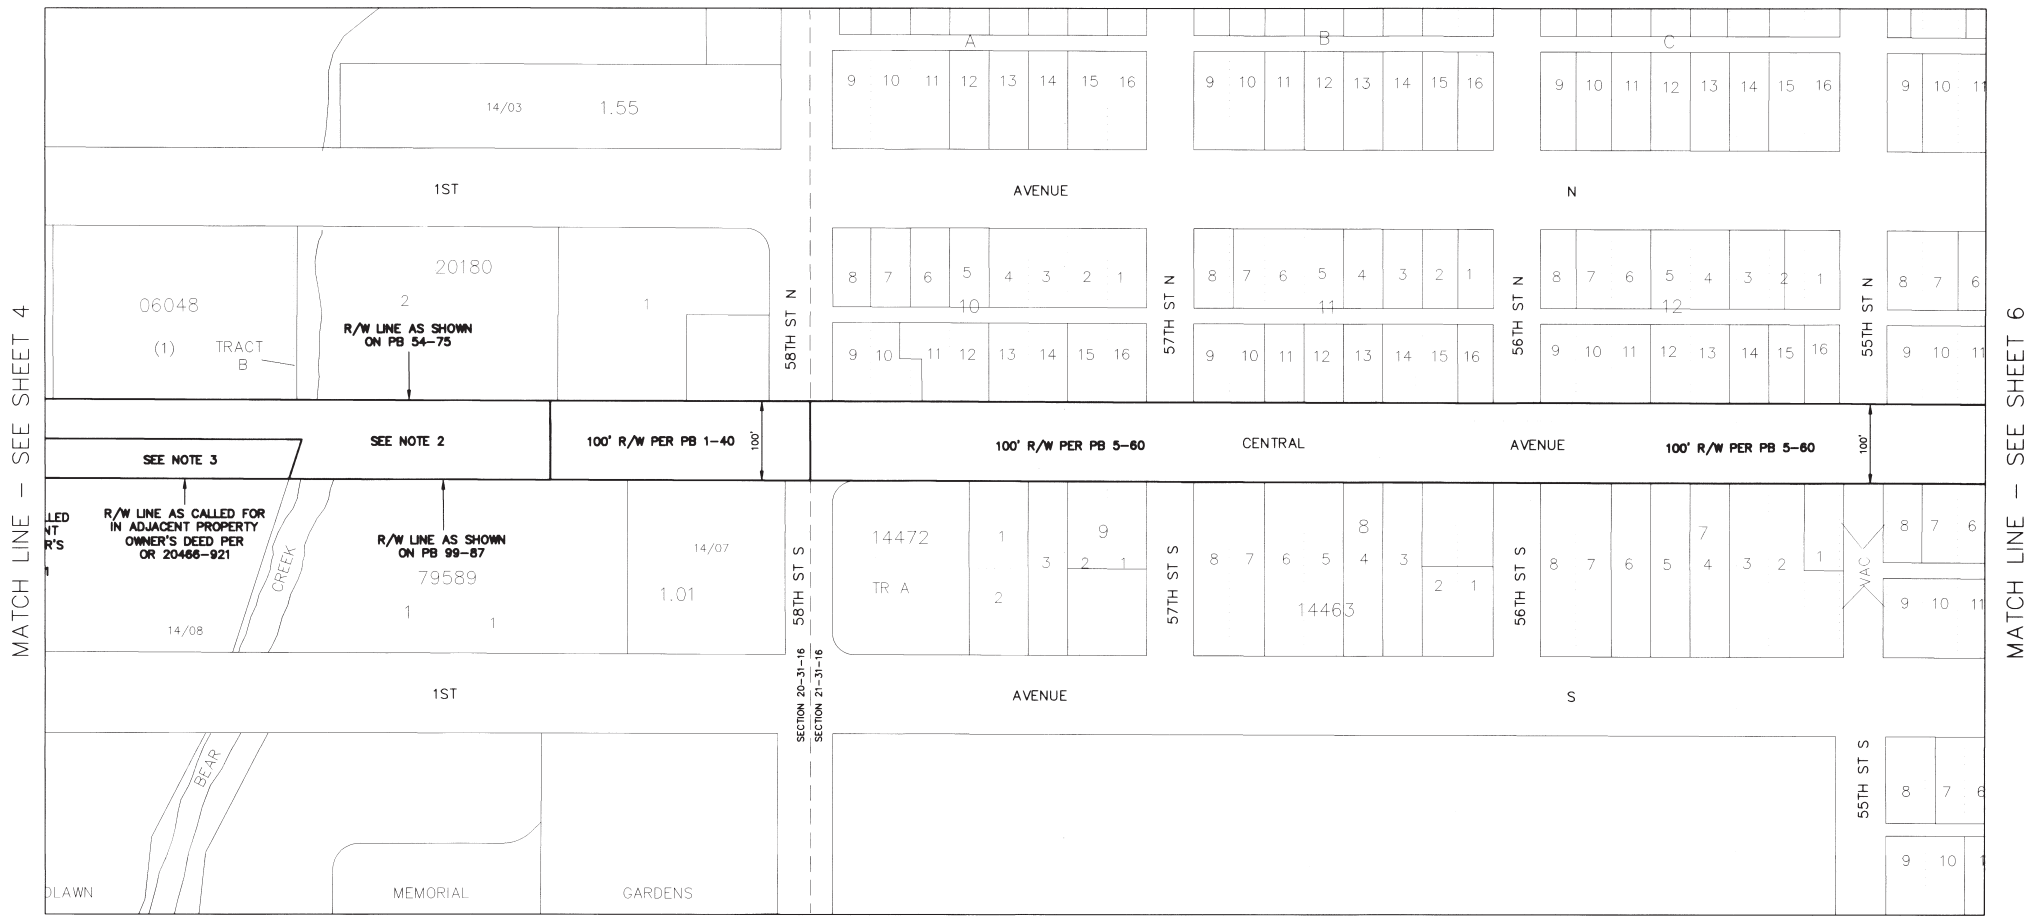 A
B
C
9 10 11 12 13 14 15 16
9 10 11 12 13 14 15 16
9 10 11 12 13 14 15 16
9 10 11
14/03 1.55
1ST AVENUE N
20180
2
1
06048
(1)
TRACT
B
R/W LINE AS SHOWN
ON PB 54-75
58TH ST N
8 7 6 5 4 3 2 1
10
9 10 11 12 13 14 15 16
57TH ST N
8 7 6 5 4 3 2 1
11
9 10 11 12 13 14 15 16
56TH ST N
8 7 6 5 4 3 2 1
12
9 10 11 12 13 14 15 16
55TH ST N
8 7 6
9 10 11
MATCH LINE - SEE SHEET 4
MATCH LINE - SEE SHEET 6
SEE NOTE 2
SEE NOTE 3
100' R/W PER PB 1-40
100'
100' R/W PER PB 5-60
CENTRAL AVENUE
100' R/W PER PB 5-60
100'
LED
NT
R'S
R/W LINE AS CALLED FOR
IN ADJACENT PROPERTY
OWNER'S DEED PER
OR 20466-921
CREEK
14/08
R/W LINE AS SHOWN
ON PB 99-87
79589
1
1
14/07
1.01
58TH ST S
14472
TR A
1
2
3 2 1
9
57TH ST S
8 7 6 5 4 3
8
2 1
14463
56TH ST S
8 7 6 5 4 3 2 1
7
VAC
8 7 6
9 10 11
SECTION 20-31-16
SECTION 21-31-16
1ST AVENUE S
BEAR
55TH ST S
8 7 6
9 10 1
DLAWN MEMORIAL GARDENS